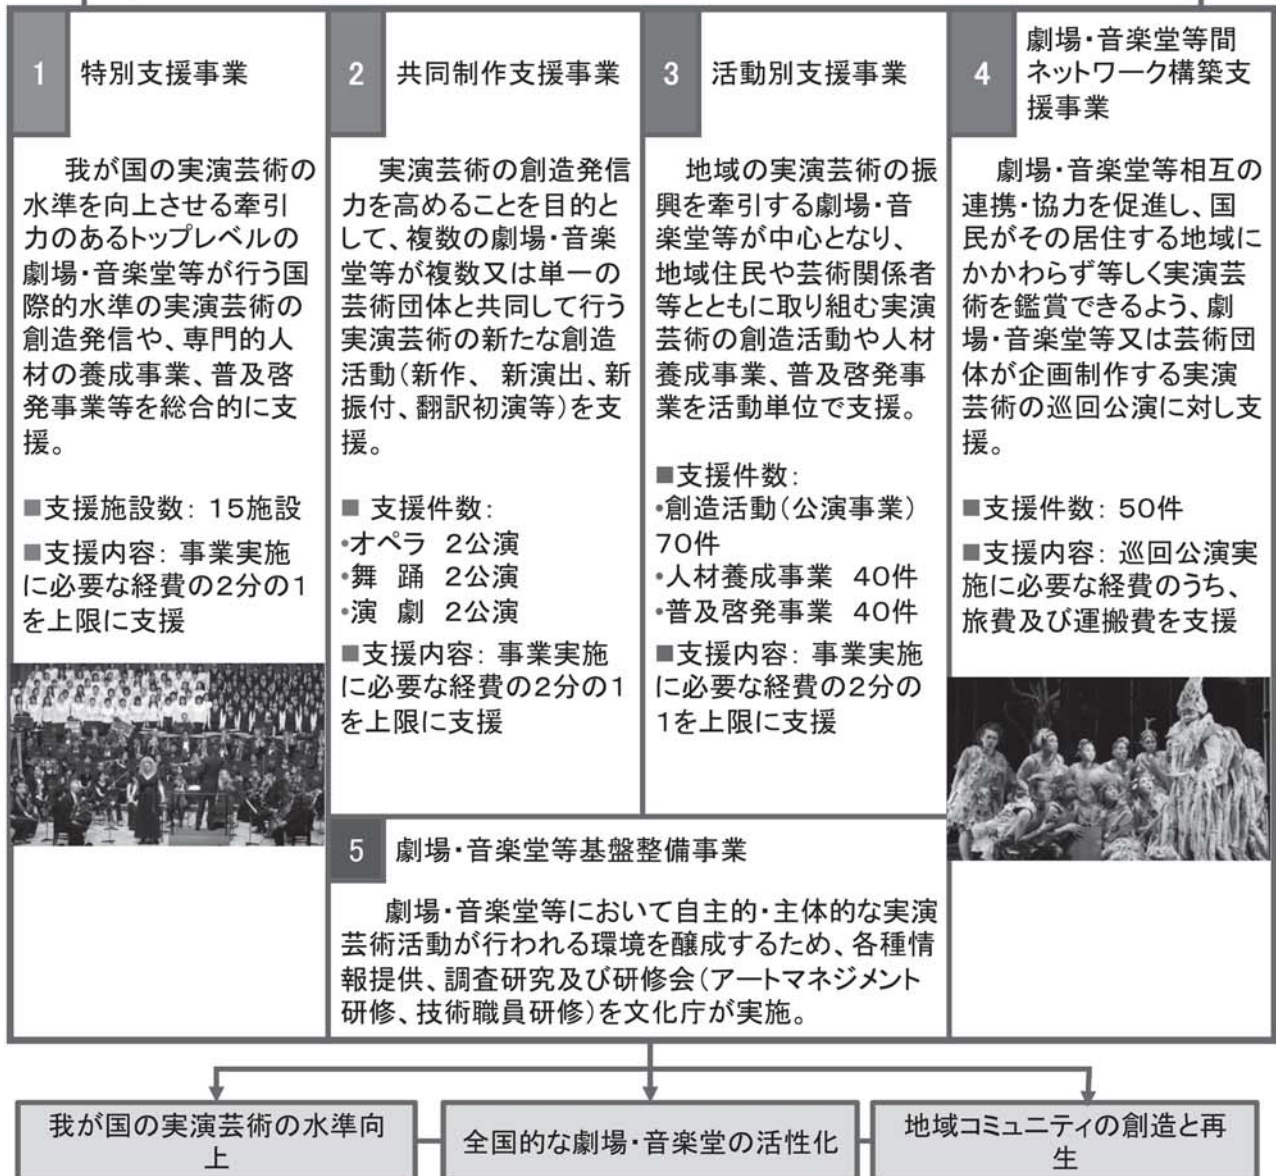 1
特別支援事業
我が国の実演芸術の
水準を向上させる牽引
力のあるトップレベルの
劇場・音楽堂等が行う国
際的水準の実演芸術の
創造発信や、専門的人
材の養成事業、普及啓
発事業等を総合的に支
援。
■支援施設数: 15施設
■支援内容: 事業実施
に必要な経費の2分の1
を上限に支援
2
共同制作支援事業
実演芸術の創造発信
力を高めることを目的と
して、複数の劇場・音楽
堂等が複数又は単一の
芸術団体と共同して行う
実演芸術の新たな創造
活動(新作、 新演出、新
振付、翻訳初演等)を支
援。
■ 支援件数:
•オペラ 2公演
•舞 踊 2公演
•演 劇 2公演
■支援内容: 事業実施
に必要な経費の2分の1
を上限に支援
3
活動別支援事業
地域の実演芸術の振
興を牽引する劇場・音
楽堂等が中心となり、
地域住民や芸術関係者
等とともに取り組む実演
芸術の創造活動や人材
養成事業、普及啓発事
業を活動単位で支援。
■支援件数:
•創造活動(公演事業)
70件
•人材養成事業 40件
•普及啓発事業 40件
■支援内容: 事業実施
に必要な経費の2分の
1を上限に支援
4
劇場・音楽堂等間
ネットワーク構築支
援事業
劇場・音楽堂等相互の
連携・協力を促進し、国
民がその居住する地域に
かかわらず等しく実演芸
術を鑑賞できるよう、劇
場・音楽堂等又は芸術団
体が企画制作する実演
芸術の巡回公演に対し支
援。
■支援件数: 50件
■支援内容: 巡回公演実
施に必要な経費のうち、
旅費及び運搬費を支援
5
劇場・音楽堂等基盤整備事業
劇場・音楽堂等において自主的・主体的な実演
芸術活動が行われる環境を醸成するため、各種情
報提供、調査研究及び研修会(アートマネジメント
研修、技術職員研修)を文化庁が実施。
我が国の実演芸術の水準向
上
全国的な劇場・音楽堂の活性化
地域コミュニティの創造と再
生